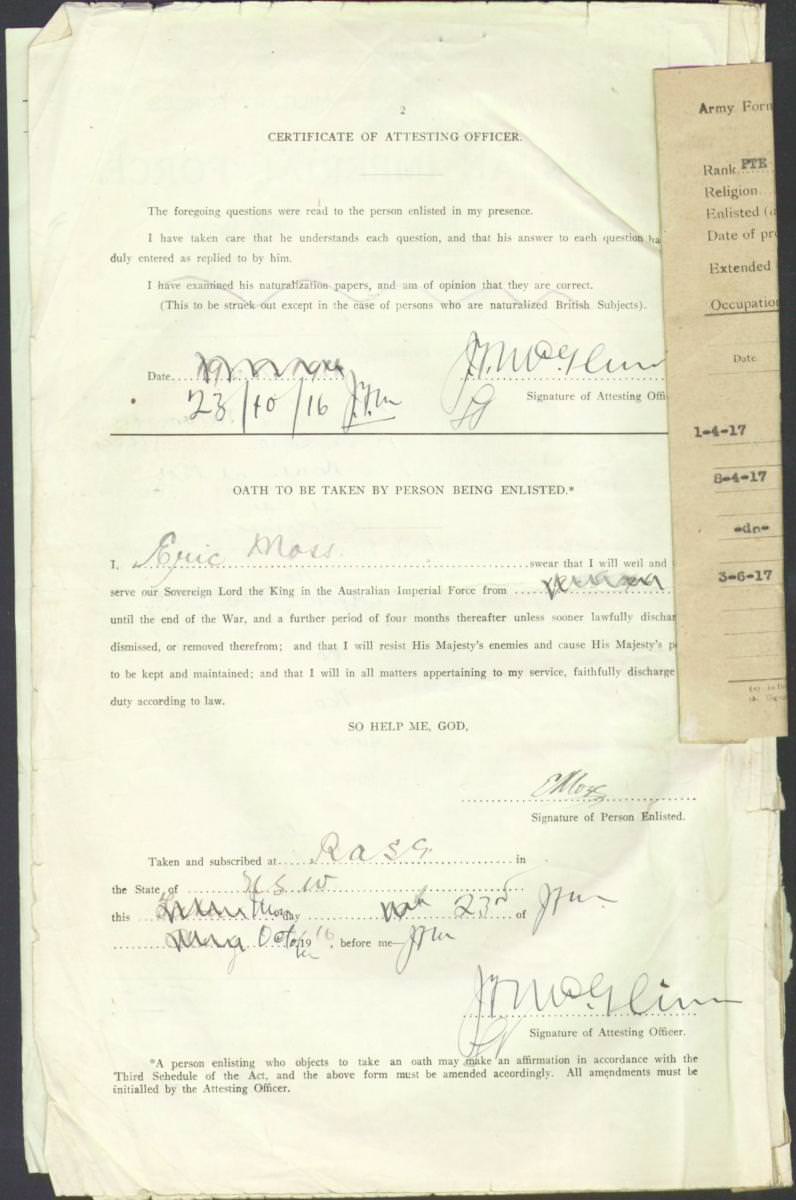 2
CERTIFICATE OF ATTESTING OFFICER.
The foregoing questions were read to the person enlisted in my presence.
I have taken care that he understands each question, and that his answer to each question ha
duly entered as replied to by him.
I have examined his naturalization papers, and am of opinion that they are correct.
(This to be struck out except in the case of persons who are naturalized British Subjects).
Date
23/10/16
Signature of Attesting Offi
OATH TO BE TAKEN BY PERSON BEING ENLISTED.*
I, Eric Moss swear that I will well and
serve our Sovereign Lord the King in the Australian Imperial Force from
until the end of the War, and a further period of four months thereafter unless sooner lawfully dischar
dismissed, or removed therefrom; and that I will resist His Majesty's enemies and cause His Majesty's p
to be kept and maintained; and that I will in all matters appertaining to my service, faithfully discharge
duty according to law.
SO HELP ME, GOD,
E Moss
Signature of Person Enlisted.
Taken and subscribed at R A S G in
the State of N S W
this day 23rd of
Octo 1916, before me
Signature of Attesting Officer.
*A person enlisting who objects to take an oath may make an affirmation in accordance with the
Third Schedule of the Act, and the above form must be amended accordingly. All amendments must be
initialled by the Attesting Officer.
Army Form
Rank PTE
Religion
Enlisted (a
Date of pr
Extended
Occupation
Date
1-4-17
8-4-17
-do-
3-6-17